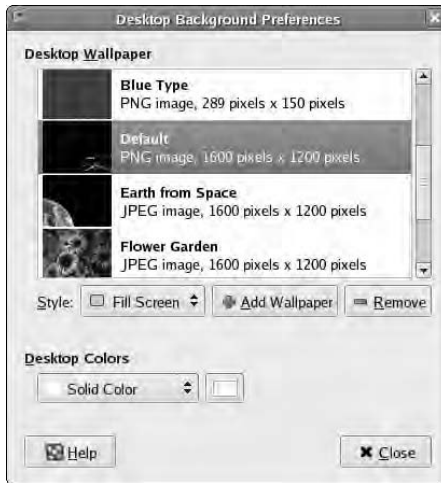 Desktop Background Preferences
Desktop Wallpaper
Blue Type
PNG image, 289 pixels x 150 pixels
Default
PNG image, 1600 pixels x 1200 pixels
Earth from Space
JPEG image, 1600 pixels x 1200 pixels
Flower Garden
JPEG image, 1600 pixels x 1200 pixels
Style: Fill Screen Add Wallpaper Remove
Desktop Colors
Solid Color
Help Close